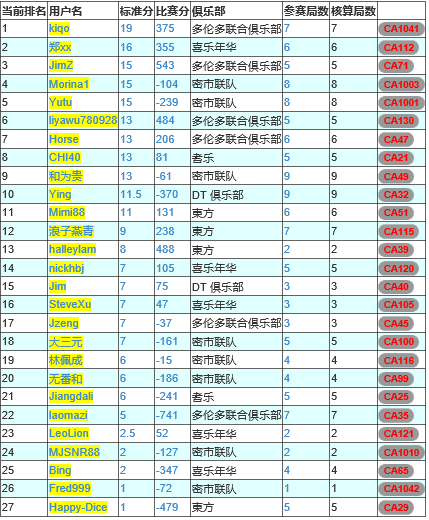 当前排名 用户名 标准分 比赛分 俱乐部 参赛局数 核算局数
1 kiqo 19 375 多伦多联合俱乐部 7 7 CA1041
2 郑xx 16 355 喜乐年华 6 6 CA112
3 JimZ 15 543 多伦多联合俱乐部 5 5 CA71
4 Morina1 15 -104 密市联队 8 8 CA1003
5 Yutu 15 -239 密市联队 8 8 CA1001
6 liyawu780928 13 484 多伦多联合俱乐部 5 5 CA130
7 Horse 13 206 多伦多联合俱乐部 6 6 CA47
8 CHI40 13 81 者乐 5 5 CA21
9 和为贵 13 -61 密市联队 9 9 CA49
10 Ying 11.5 -370 DT 俱乐部 9 9 CA32
11 Mimi88 11 131 東方 6 6 CA51
12 浪子燕青 9 238 東方 7 7 CA115
13 halleylam 8 488 東方 2 2 CA39
14 nickhbj 7 105 喜乐年华 5 5 CA120
15 Jim 7 75 DT 俱乐部 3 3 CA40
16 SteveXu 7 47 喜乐年华 3 3 CA105
17 Jzeng 7 -37 多伦多联合俱乐部 3 3 CA45
18 大三元 7 -161 密市联队 5 5 CA100
19 林佩成 6 -15 密市联队 4 4 CA116
20 无番和 6 -186 密市联队 4 4 CA99
21 Jiangdali 6 -241 者乐 5 5 CA25
22 laomazi 5 -741 多伦多联合俱乐部 7 7 CA35
23 LeoLion 2.5 52 喜乐年华 2 2 CA121
24 MJSNR88 2 -127 密市联队 2 2 CA1010
25 Bing 2 -347 喜乐年华 4 4 CA65
26 Fred999 1 -72 密市联队 1 1 CA1042
27 Happy-Dice 1 -479 東方 5 5 CA29